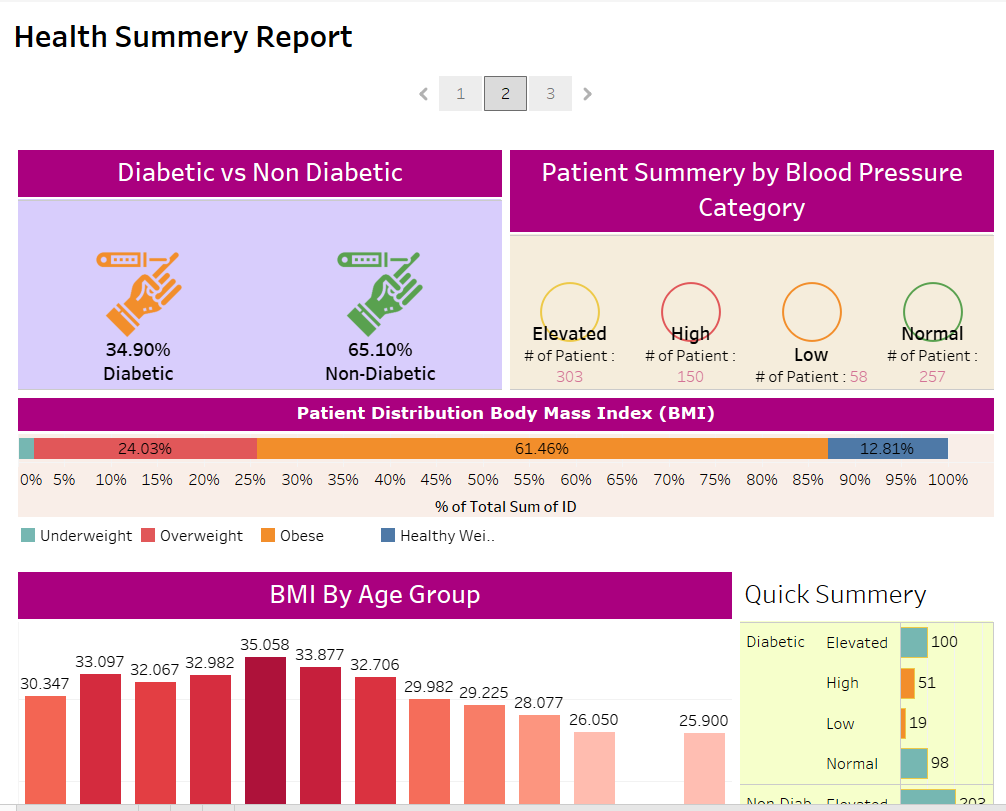 Health Summery Report
1 2 3
Diabetic vs Non Diabetic
34.90%
Diabetic
65.10%
Non-Diabetic
Patient Summery by Blood Pressure
Category
Elevated
# of Patient :
303
High
# of Patient :
150
Low
# of Patient : 58
Normal
# of Patient :
257
Patient Distribution Body Mass Index (BMI)
24.03% 61.46% 12.81%
0% 5% 10% 15% 20% 25% 30% 35% 40% 45% 50% 55% 60% 65% 70% 75% 80% 85% 90% 95% 100%
% of Total Sum of ID
Underweight Overweight Obese Healthy Wei..
BMI By Age Group
30.347 33.097 32.067 32.982 35.058 33.877 32.706 29.982 29.225 28.077 26.050 25.900
Quick Summery
Diabetic Elevated 100
High 51
Low 19
Normal 98
Non-Diab.. Elevated 203